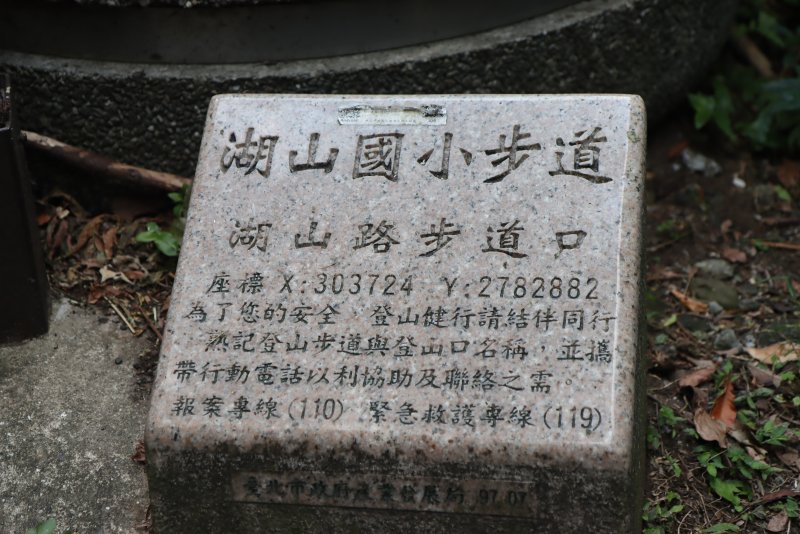 湖山國小步道
湖山路步道口
座標 X:303724 Y:2782882
為了您的安全，登山健行請結伴同行
熟記登山步道與登山口名稱，並攜
帶行動電話以利協助及聯絡之需。
報案專線(110) 緊急救護專線(119)
臺北市政府產業發展局 97.07